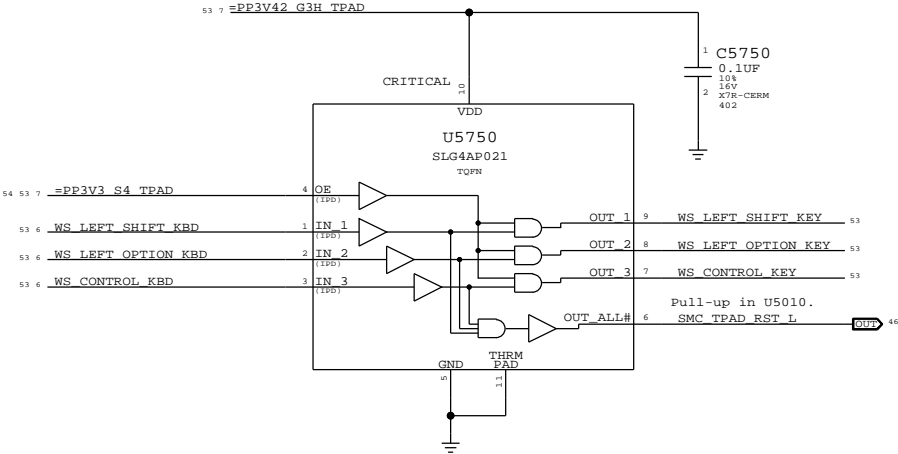 53 7 =PP3V42_G3H_TPAD
1 C5750
0.1UF
10%
16V
2 X7R-CERM
402
CRITICAL
10
VDD
U5750
SLG4AP021
TQFN
54 53 7 =PP3V3_S4_TPAD 4 OE
(IPD)
53 6 WS_LEFT_SHIFT_KBD 1 IN_1 OUT_1 9 WS_LEFT_SHIFT_KEY 53
(IPD)
53 6 WS_LEFT_OPTION_KBD 2 IN_2 OUT_2 8 WS_LEFT_OPTION_KEY 53
(IPD)
53 6 WS_CONTROL_KBD 3 IN_3 OUT_3 7 WS_CONTROL_KEY 53
(IPD)
Pull-up in U5010.
OUT_ALL# 6 SMC_TPAD_RST_L OUT 46
THRM
GND PAD
5 11